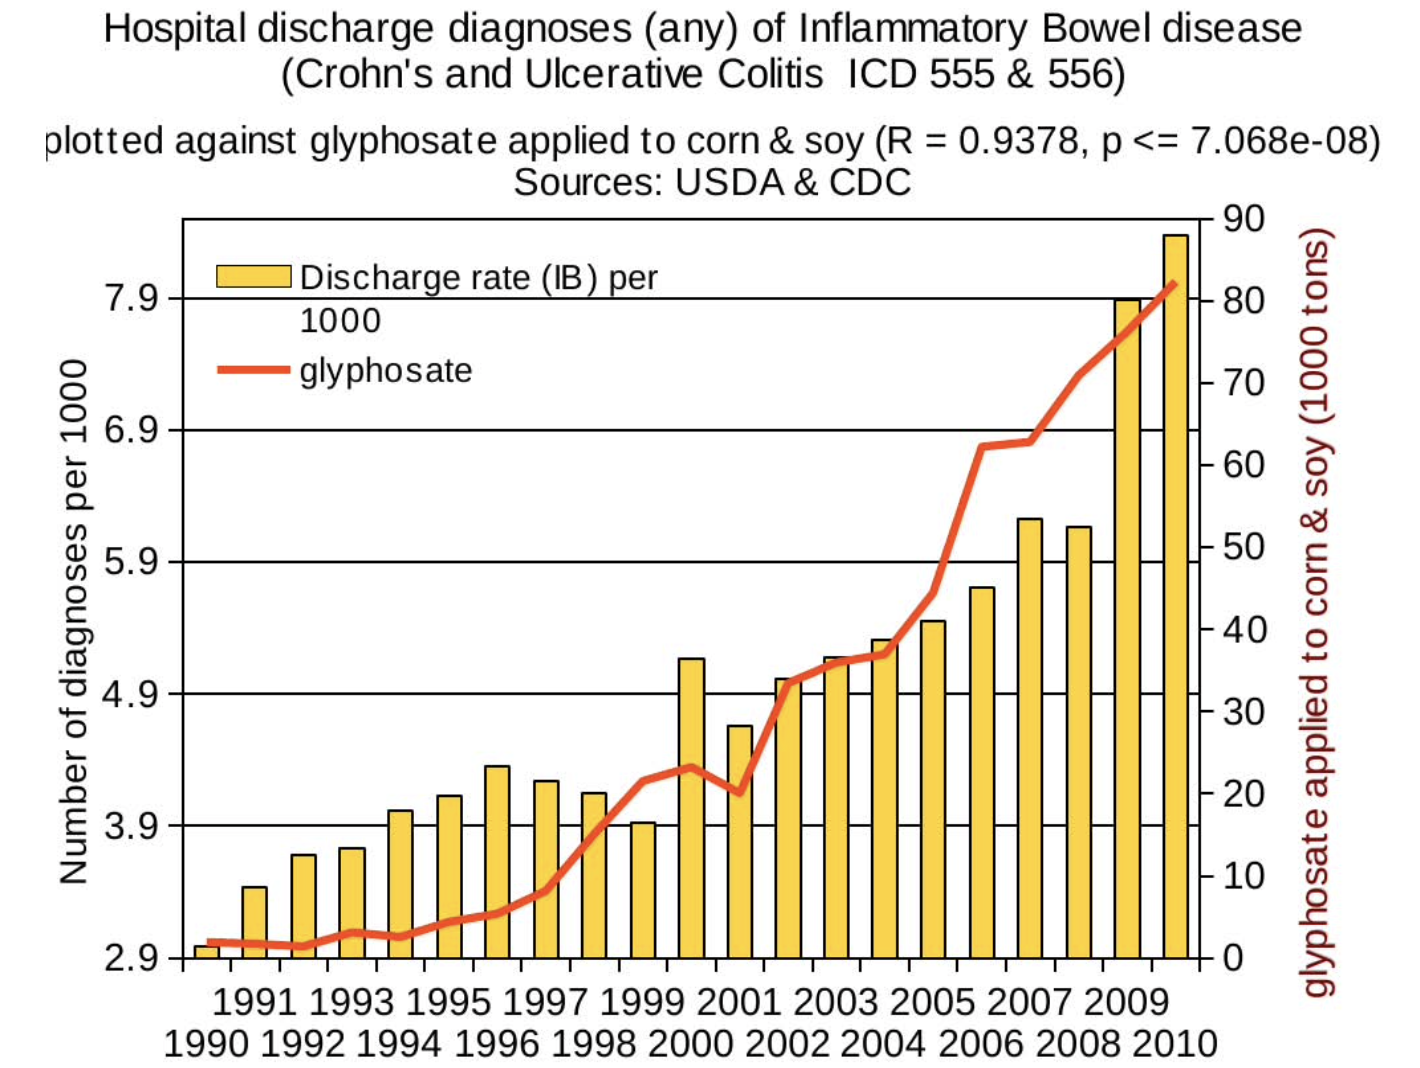 Hospital discharge diagnoses (any) of Inflammatory Bowel disease
(Crohn's and Ulcerative Colitis ICD 555 & 556)
plotted against glyphosate applied to corn & soy (R = 0.9378, p <= 7.068e-08)
Sources: USDA & CDC
Number of diagnoses per 1000
7.9
6.9
5.9
4.9
3.9
2.9
Discharge rate (IB) per
1000
glyphosate
90
80
70
60
50
40
30
20
10
0
glyphosate applied to corn & soy (1000 tons)
1991 1993 1995 1997 1999 2001 2003 2005 2007 2009
1990 1992 1994 1996 1998 2000 2002 2004 2006 2008 2010